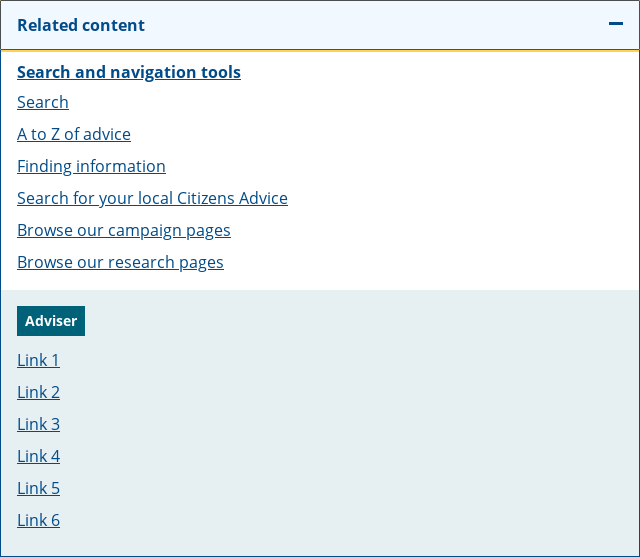 Related content
Search and navigation tools
Search
A to Z of advice
Finding information
Search for your local Citizens Advice
Browse our campaign pages
Browse our research pages
Adviser
Link 1
Link 2
Link 3
Link 4
Link 5
Link 6